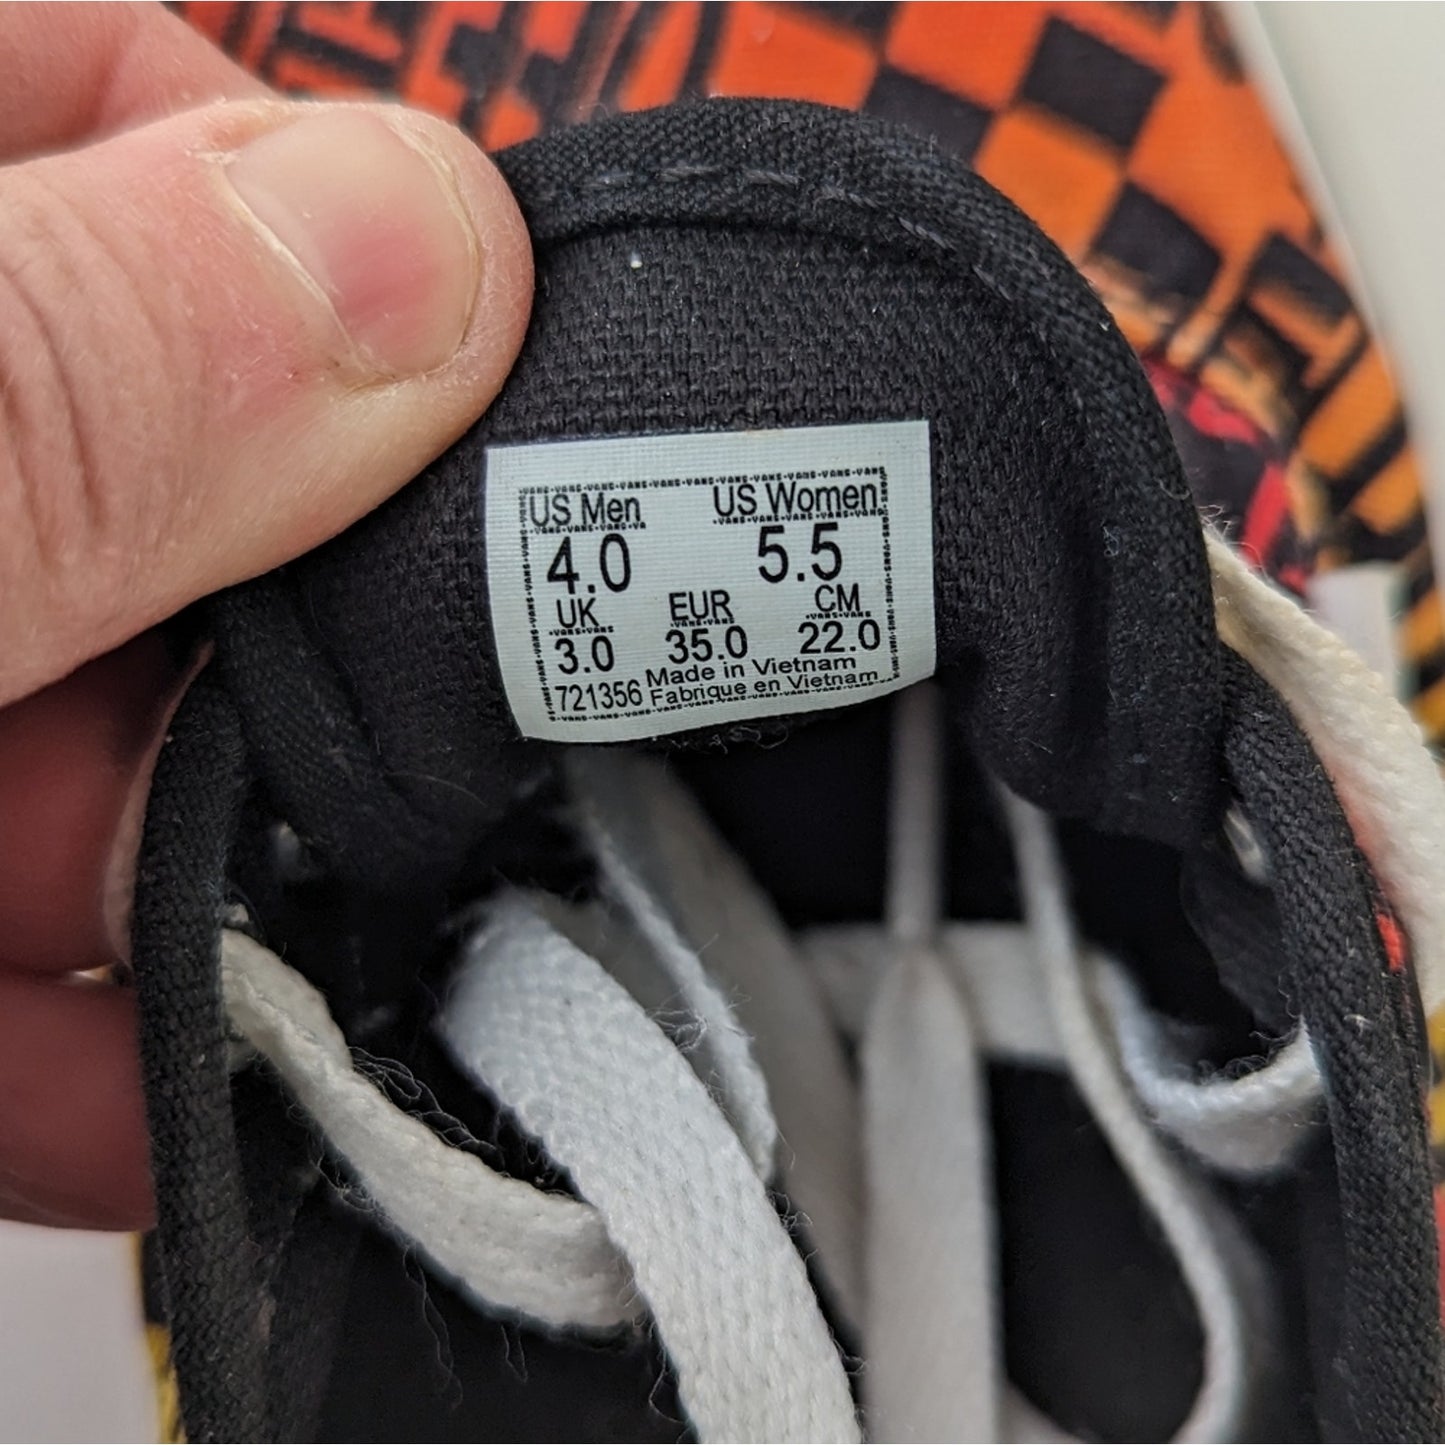 US Men US Women
4.0 5.5
UK EUR CM
3.0 35.0 22.0
Made in Vietnam
721356 Fabrique en Vietnam